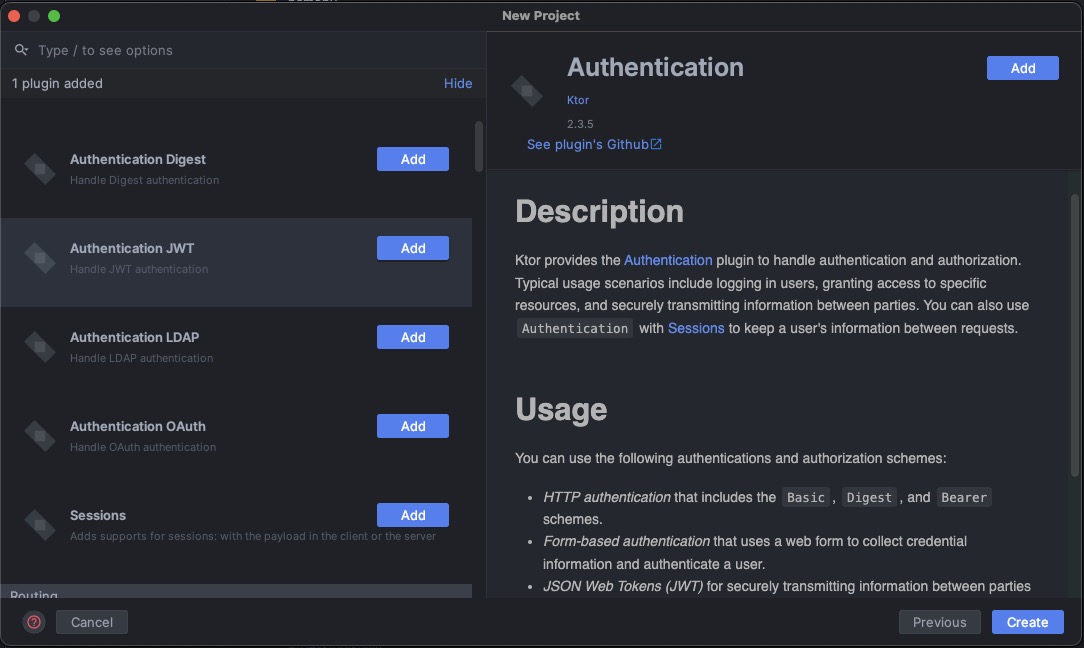 New Project
Type / to see options
1 plugin added
Hide
Authentication Digest
Handle Digest authentication
Add
Authentication JWT
Handle JWT authentication
Add
Authentication LDAP
Handle LDAP authentication
Add
Authentication OAuth
Handle OAuth authentication
Add
Sessions
Adds supports for sessions: with the payload in the client or the server
Add
Routing
Authentication
Add
Ktor
2.3.5
See plugin's Github
Description
Ktor provides the Authentication plugin to handle authentication and authorization.
Typical usage scenarios include logging in users, granting access to specific
resources, and securely transmitting information between parties. You can also use
Authentication with Sessions to keep a user's information between requests.
Usage
You can use the following authentications and authorization schemes:
• HTTP authentication that includes the Basic , Digest , and Bearer
schemes.
• Form-based authentication that uses a web form to collect credential
information and authenticate a user.
• JSON Web Tokens (JWT) for securely transmitting information between parties
?
Cancel
Previous
Create